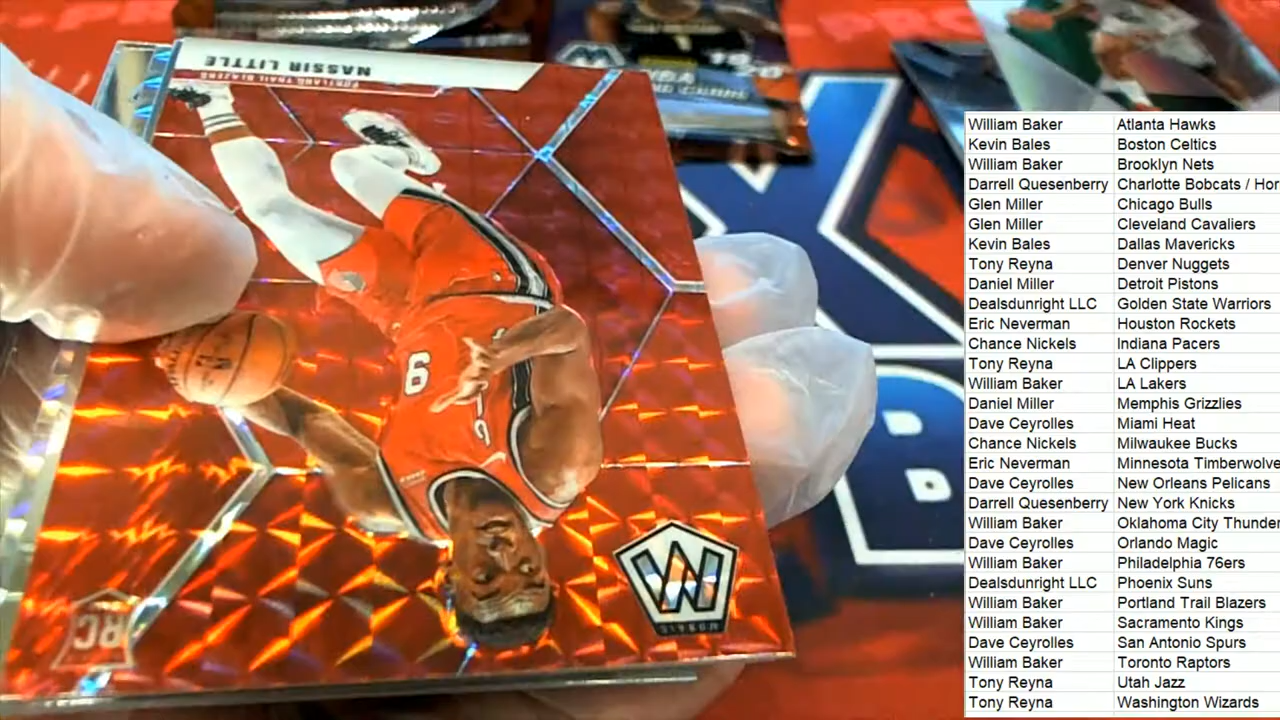 NASSIR LITTLE
PORTLAND TRAIL BLAZERS
9
MOSAIC
RC
William Baker Atlanta Hawks
Kevin Bales Boston Celtics
William Baker Brooklyn Nets
Darrell Quesenberry Charlotte Bobcats / Hor
Glen Miller Chicago Bulls
Glen Miller Cleveland Cavaliers
Kevin Bales Dallas Mavericks
Tony Reyna Denver Nuggets
Daniel Miller Detroit Pistons
Dealsdunright LLC Golden State Warriors
Eric Neverman Houston Rockets
Chance Nickels Indiana Pacers
Tony Reyna LA Clippers
William Baker LA Lakers
Daniel Miller Memphis Grizzlies
Dave Ceyrolles Miami Heat
Chance Nickels Milwaukee Bucks
Eric Neverman Minnesota Timberwolve
Dave Ceyrolles New Orleans Pelicans
Darrell Quesenberry New York Knicks
William Baker Oklahoma City Thunder
Dave Ceyrolles Orlando Magic
William Baker Philadelphia 76ers
Dealsdunright LLC Phoenix Suns
William Baker Portland Trail Blazers
William Baker Sacramento Kings
Dave Ceyrolles San Antonio Spurs
William Baker Toronto Raptors
Tony Reyna Utah Jazz
Tony Reyna Washington Wizards